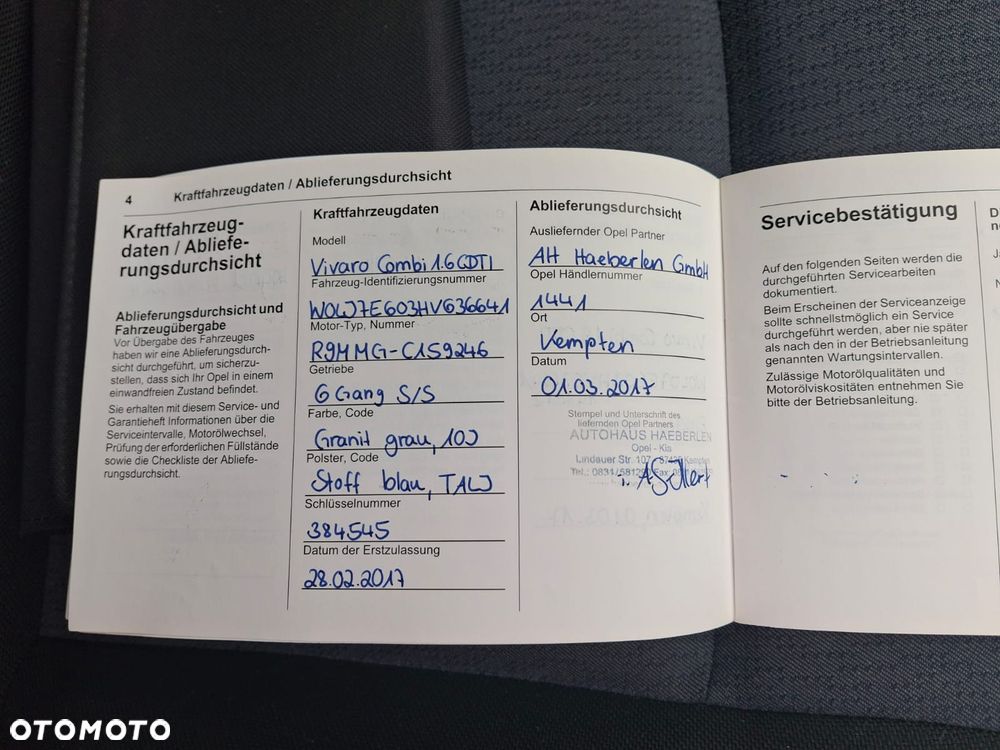 4 Kraftfahrzeugdaten / Ablieferungsdurchsicht
Kraftfahrzeug-
daten / Abliefe-
rungsdurchsicht
Ablieferungsdurchsicht und
Fahrzeugübergabe
Vor Übergabe des Fahrzeuges
haben wir eine Ablieferungsdurch-
sicht durchgeführt, um sicherzu-
stellen, dass sich Ihr Opel in einem
einwandfreien Zustand befindet.
Sie erhalten mit diesem Service- und
Garantieheft Informationen über die
Serviceintervalle, Motorölwechsel,
Prüfung der erforderlichen Füllstände
sowie die Checkliste der Abliefe-
rungsdurchsicht.
Kraftfahrzeugdaten
Modell
Vivaro Combi 1.6 CDTI
Fahrzeug-Identifizierungsnummer
W0LJ7E603HV636641
Motor-Typ, Nummer
R9MMG-C159246
Getriebe
6 Gang S/S
Farbe, Code
Granit grau, 10J
Polster, Code
Stoff blau, TALJ
Schlüsselnummer
384545
Datum der Erstzulassung
28.02.2017
Ablieferungsdurchsicht
Ausliefernder Opel Partner
AH Haeberlen GmbH
Opel Händlernummer
1441
Ort
Kempten
Datum
01.03.2017
Stempel und Unterschrift des
liefernden Opel Partners
AUTOHAUS HAEBERLEN
Opel - Kia
Lindauer Str. 107 Kempten
Tel.: 0831/
Servicebestätigung
Auf den folgenden Seiten werden die
durchgeführten Servicearbeiten
dokumentiert.
Beim Erscheinen der Serviceanzeige
sollte schnellstmöglich ein Service
durchgeführt werden, aber nie später
als nach den in der Betriebsanleitung
genannten Wartungsintervallen.
Zulässige Motorölqualitäten und
Motorölviskositäten entnehmen Sie
bitte der Betriebsanleitung.
OTOMOTO